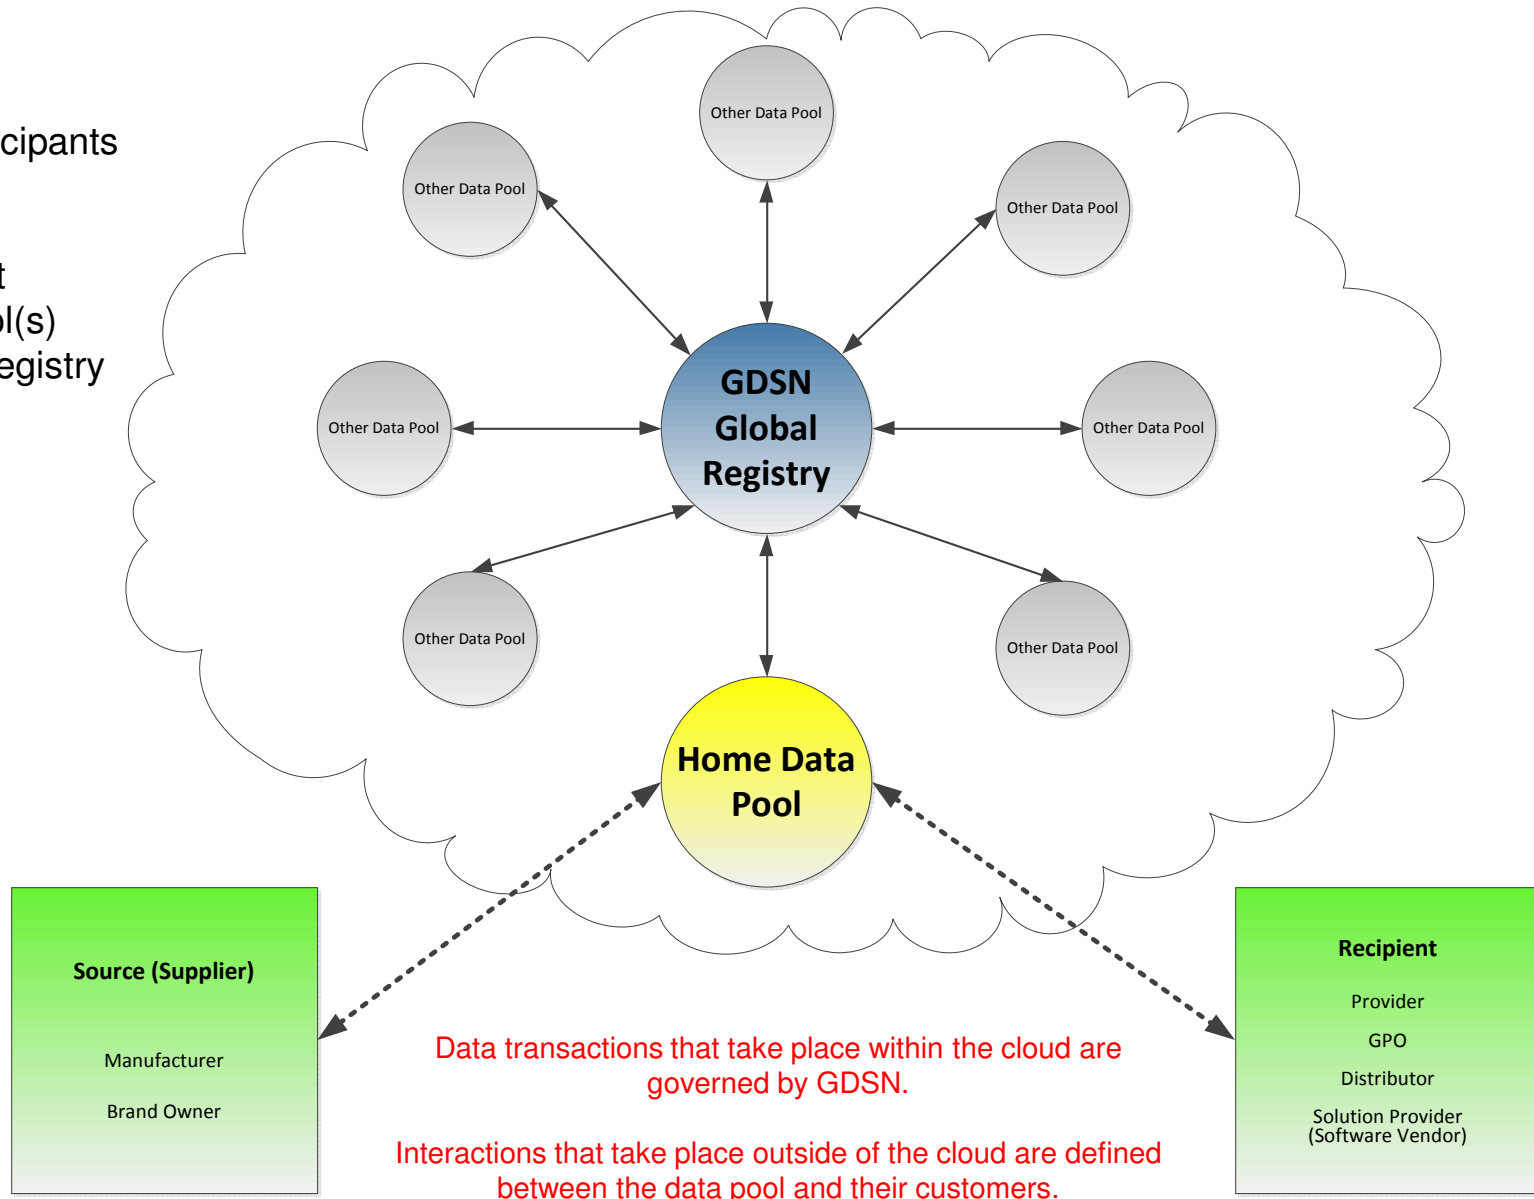 cipants
t
l(s)
egistry
Other Data Pool
Other Data Pool
Other Data Pool
Other Data Pool
GDSN
Global
Registry
Other Data Pool
Other Data Pool
Other Data Pool
Home Data
Pool
Source (Supplier)
Manufacturer
Brand Owner
Recipient
Provider
GPO
Distributor
Solution Provider
(Software Vendor)
Data transactions that take place within the cloud are
governed by GDSN.
Interactions that take place outside of the cloud are defined
between the data pool and their customers.